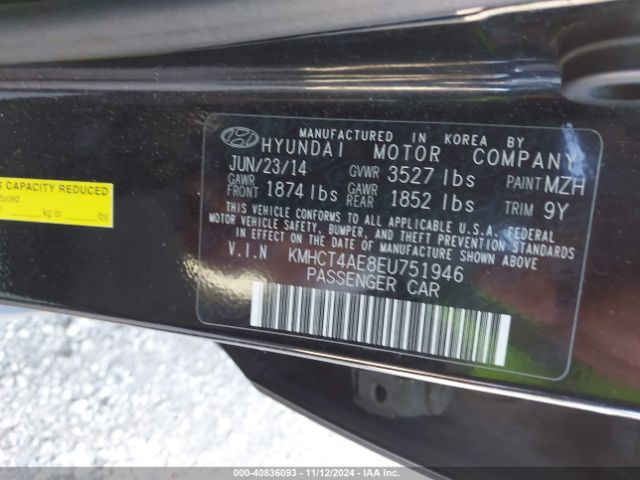 MANUFACTURED IN KOREA BY
HYUNDAI MOTOR COMPANY
JUN/23/14 GVWR 3527 lbs PAINT MZH
GAWR FRONT 1874 lbs GAWR REAR 1852 lbs TRIM 9Y
THIS VEHICLE CONFORMS TO ALL APPLICABLE U.S.A. FEDERAL
MOTOR VEHICLE SAFETY, BUMPER, AND THEFT PREVENTION STANDARDS
IN EFFECT ON THE DATE OF MANUFACTURE SHOWN ABOVE.
V.I.N KMHCT4AE8EU751946
PASSENGER CAR
CAPACITY REDUCED
kg or lbs
000-40836093 - 11/12/2024 - IAA Inc.